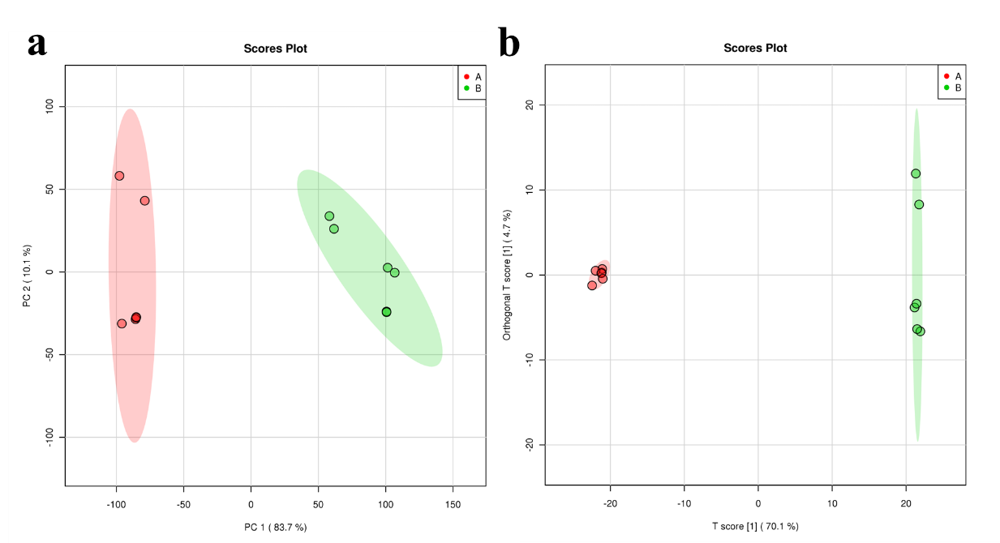 a
Scores Plot
A
B
100
50
0
-50
-100
PC 2 ( 10.1 %)
-100
-50
0
50
100
150
PC 1 ( 83.7 %)
b
Scores Plot
A
B
20
10
0
-10
-20
Orthogonal T score [1] ( 4.7 %)
-20
-10
0
10
20
T score [1] ( 70.1 %)